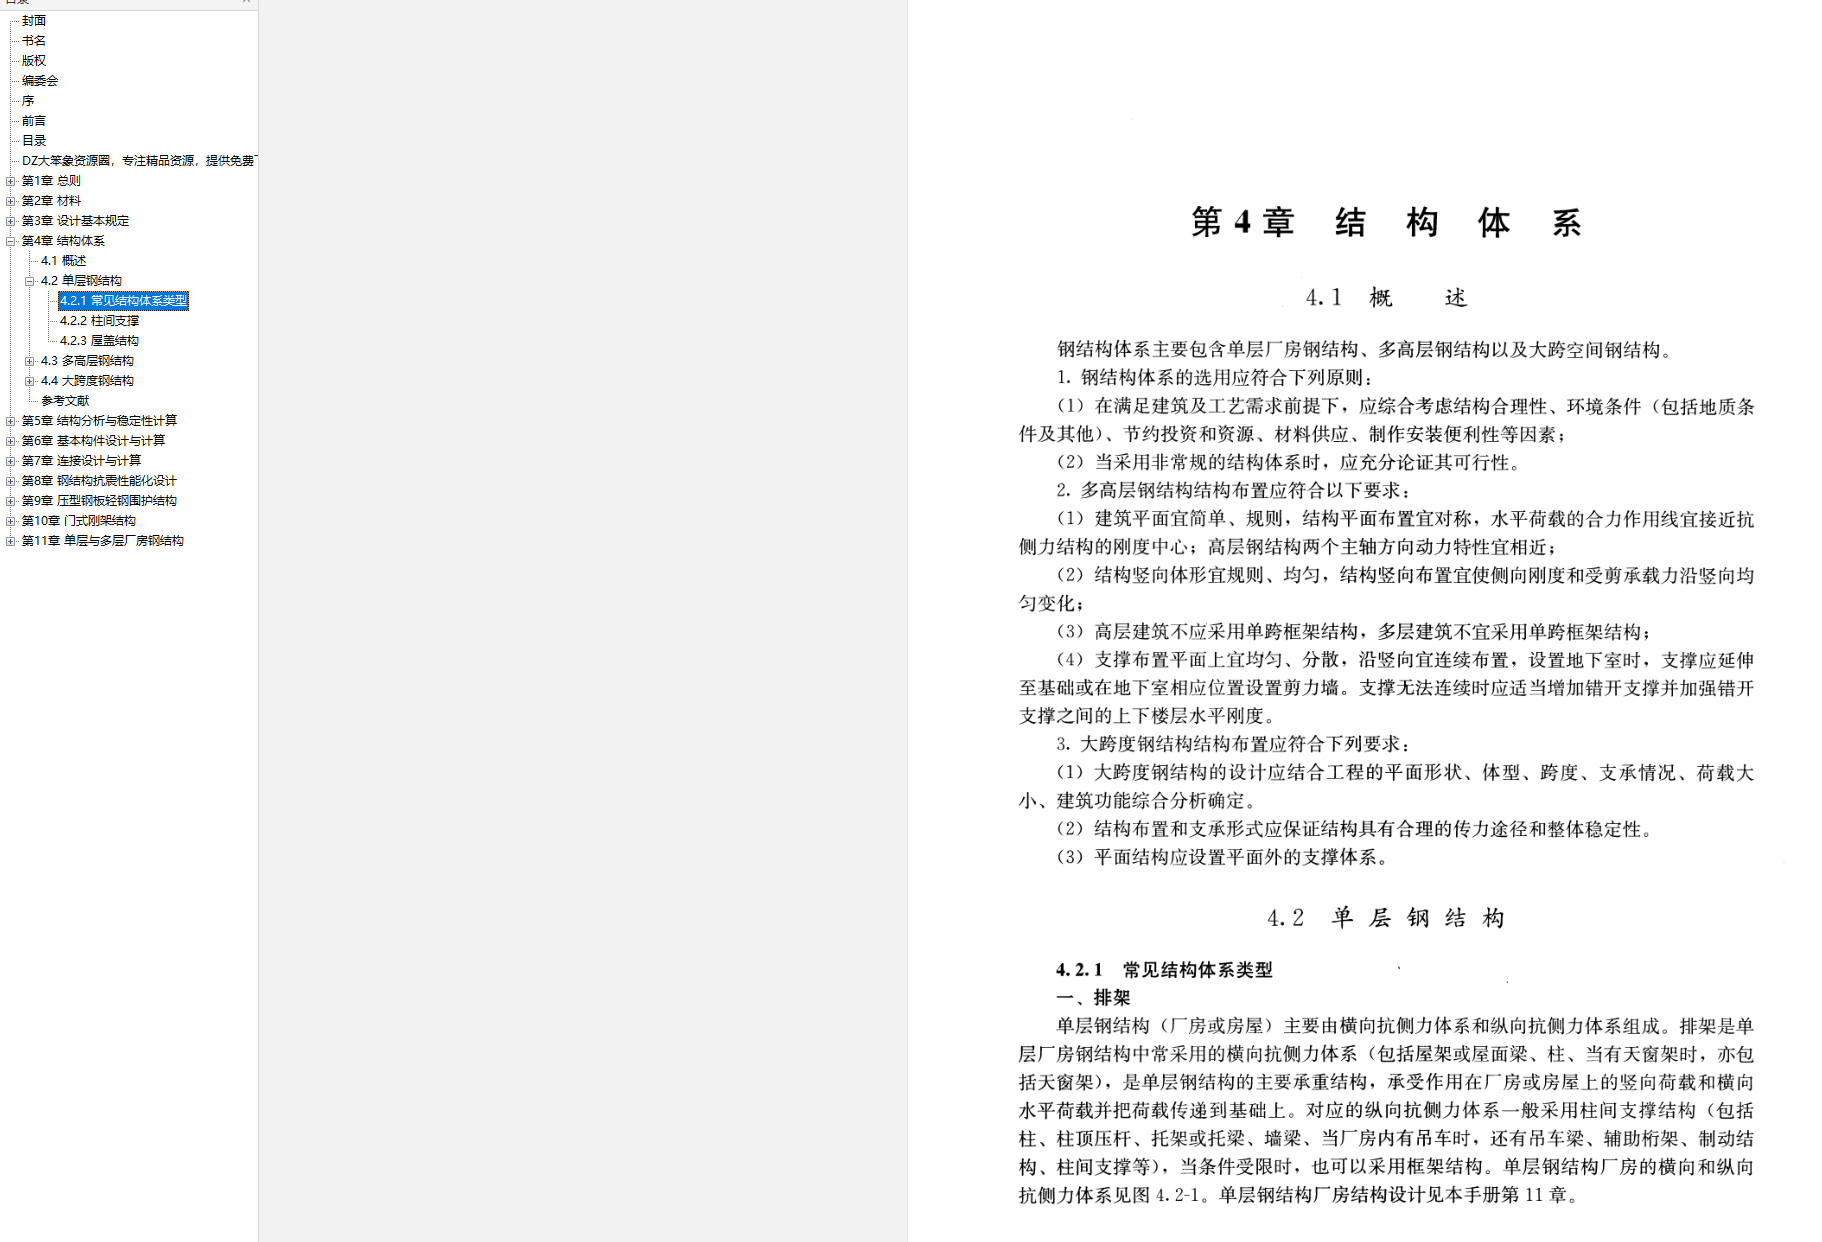 封面
书名
版权
编委会
序
前言
目录
DZ大笨象资源圈，专注精品资源，提供免费
第1章 总则
第2章 材料
第3章 设计基本规定
第4章 结构体系
4.1 概述
4.2 单层钢结构
4.2.1 常见结构体系类型
4.2.2 柱间支撑
4.2.3 屋盖结构
4.3 多高层钢结构
4.4 大跨度钢结构
参考文献
第5章 结构分析与稳定性计算
第6章 基本构件设计与计算
第7章 连接设计与计算
第8章 钢结构抗震性能化设计
第9章 压型钢板轻钢围护结构
第10章 门式刚架结构
第11章 单层与多层厂房钢结构
第 4 章 结 构 体 系
4.1 概 述
钢结构体系主要包含单层厂房钢结构、多高层钢结构以及大跨空间钢结构。
1. 钢结构体系的选用应符合下列原则：
（1）在满足建筑及工艺需求前提下，应综合考虑结构合理性、环境条件（包括地质条
件及其他）、节约投资和资源、材料供应、制作安装便利性等因素；
（2）当采用非常规的结构体系时，应充分论证其可行性。
2. 多高层钢结构结构布置应符合以下要求：
（1）建筑平面宜简单、规则，结构平面布置宜对称，水平荷载的合力作用线宜接近抗
侧力结构的刚度中心；高层钢结构两个主轴方向动力特性宜相近；
（2）结构竖向体形宜规则、均匀，结构竖向布置宜使侧向刚度和受剪承载力沿竖向均
匀变化；
（3）高层建筑不应采用单跨框架结构，多层建筑不宜采用单跨框架结构；
（4）支撑布置平面上宜均匀、分散，沿竖向宜连续布置，设置地下室时，支撑应延伸
至基础或在地下室相应位置设置剪力墙。支撑无法连续时应适当增加错开支撑并加强错开
支撑之间的上下楼层水平刚度。
3. 大跨度钢结构结构布置应符合下列要求：
（1）大跨度钢结构的设计应结合工程的平面形状、体型、跨度、支承情况、荷载大
小、建筑功能综合分析确定。
（2）结构布置和支承形式应保证结构具有合理的传力途径和整体稳定性。
（3）平面结构应设置平面外的支撑体系。
4.2 单 层 钢 结 构
4.2.1 常见结构体系类型
一、排架
单层钢结构（厂房或房屋）主要由横向抗侧力体系和纵向抗侧力体系组成。排架是单
层厂房钢结构中常采用的横向抗侧力体系（包括屋架或屋面梁、柱、当有天窗架时，亦包
括天窗架），是单层钢结构的主要承重结构，承受作用在厂房或房屋上的竖向荷载和横向
水平荷载并把荷载传递到基础上。对应的纵向抗侧力体系一般采用柱间支撑结构（包括
柱、柱顶压杆、托架或托梁、墙梁、当厂房内有吊车时，还有吊车梁、辅助桁架、制动结
构、柱间支撑等），当条件受限时，也可以采用框架结构。单层钢结构厂房的横向和纵向
抗侧力体系见图 4.2-1。单层钢结构厂房结构设计见本手册第 11 章。